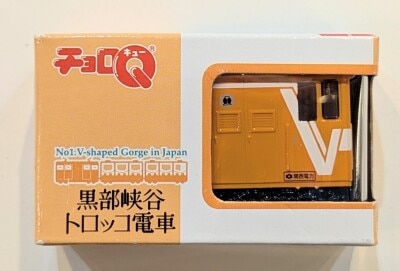 チョロQ®
キュー
No1.V-shaped Gorge in Japan
黒部峡谷
トロッコ電車
V
関西電力